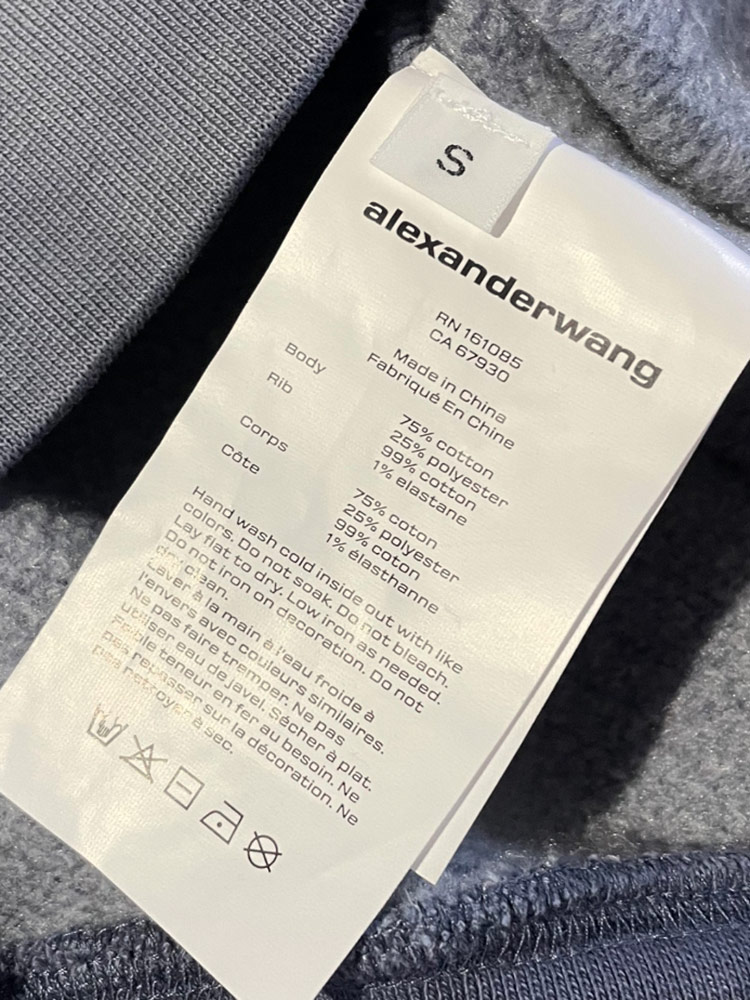 S
alexanderwang
RN 161085
CA 67930
Made in China
Fabriqué En Chine
Body 75% cotton
25% polyester
Rib 99% cotton
1% elastane
Corps 75% coton
25% polyester
Côte 99% coton
1% élasthanne
Hand wash cold inside out with like
colors. Do not soak. Do not bleach.
Lay flat to dry. Low iron as needed.
Do not iron on decoration. Do not
dry clean.
Laver à la main à l'eau froide à
l'envers avec couleurs similaires.
Ne pas faire tremper. Ne pas
utiliser eau de javel. Sécher à plat.
Faible teneur en fer au besoin. Ne
pas repasser sur la décoration. Ne
pas retroyer à sec.